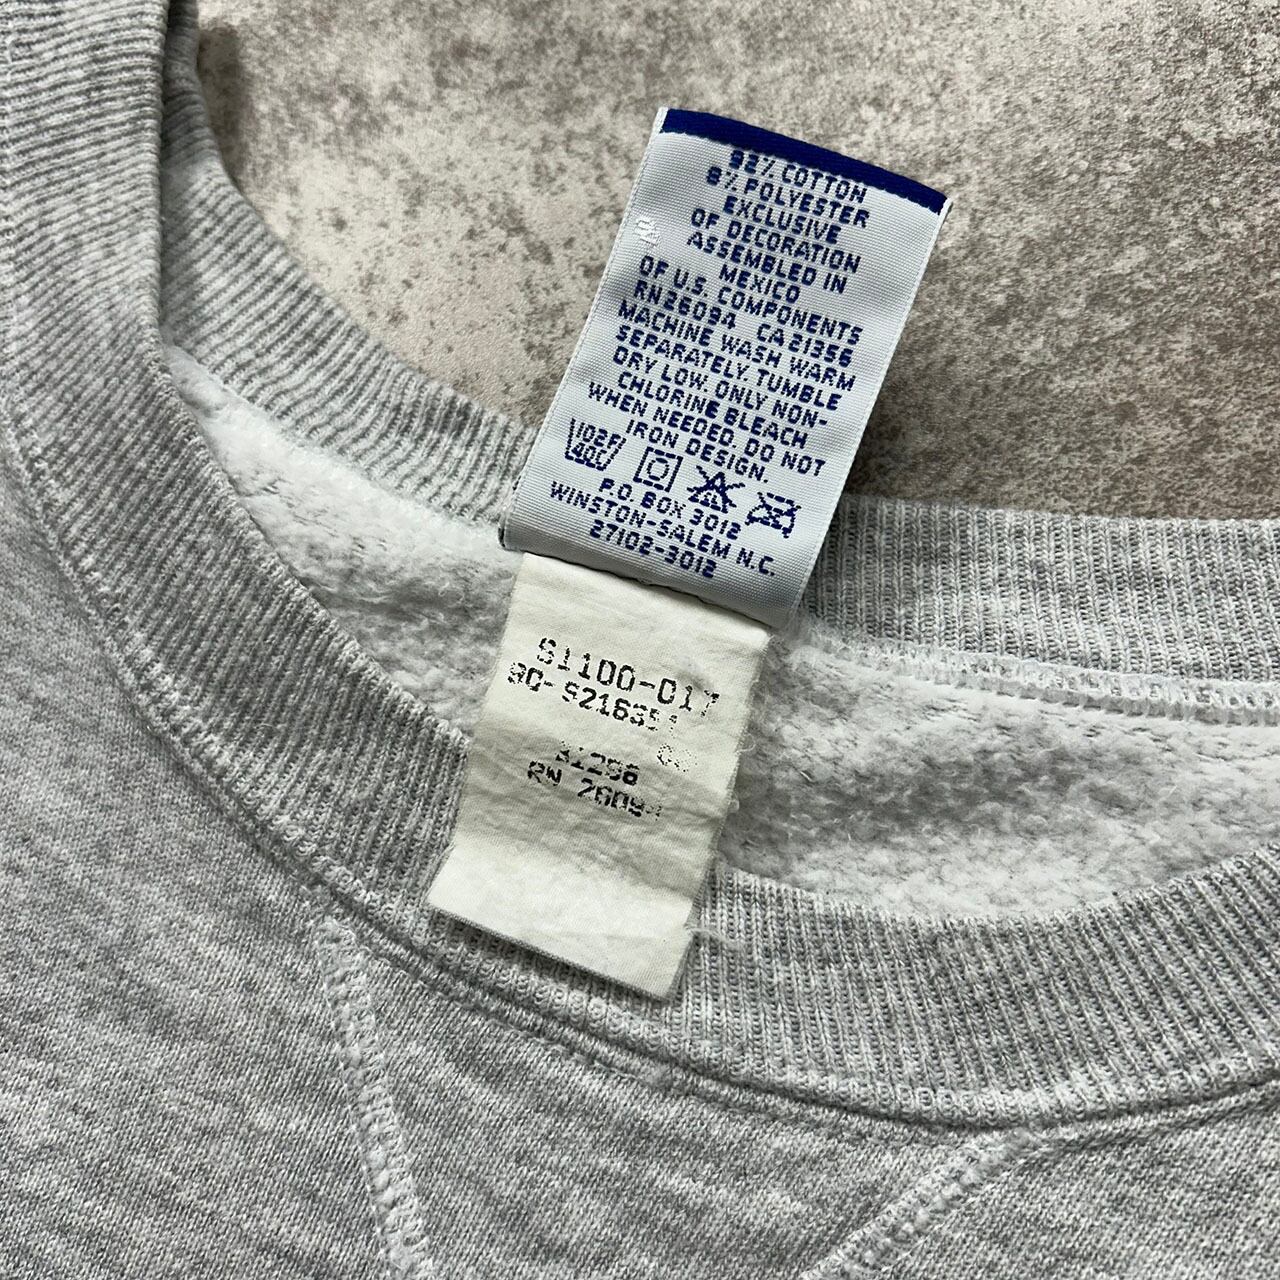 92% COTTON
8% POLYESTER
EXCLUSIVE
OF DECORATION
ASSEMBLED IN
MEXICO
OF U.S. COMPONENTS
RN26094 CA21356
MACHINE WASH WARM
SEPARATELY. TUMBLE
DRY LOW. ONLY NON-
CHLORINE BLEACH
WHEN NEEDED. DO NOT
IRON DESIGN.
102F/
40C
P.O. BOX 3012
WINSTON-SALEM N.C.
27102-3012
S1100-017
RN